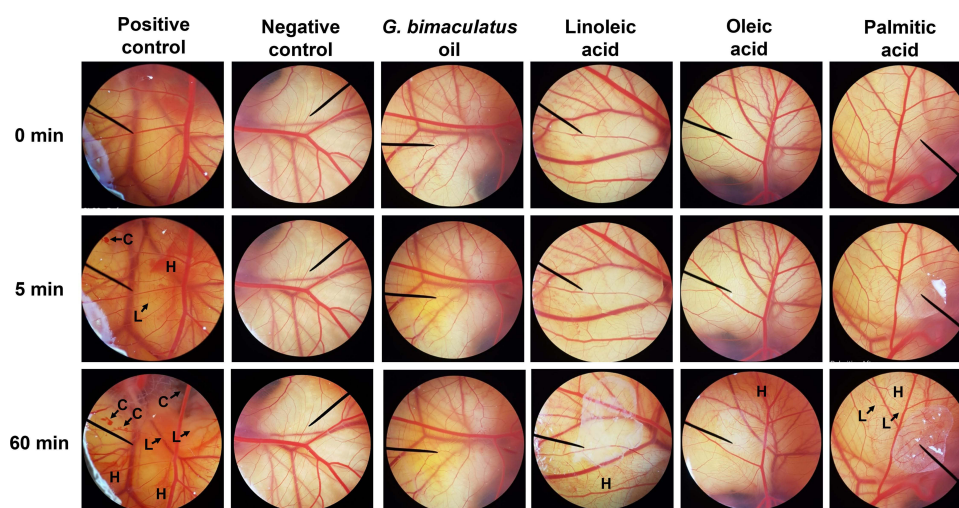 Positive control
Negative control
G. bimaculatus oil
Linoleic acid
Oleic acid
Palmitic acid
0 min
5 min
C
H
L
60 min
C
C
C
L
L
H
H
H
H
H
L
L